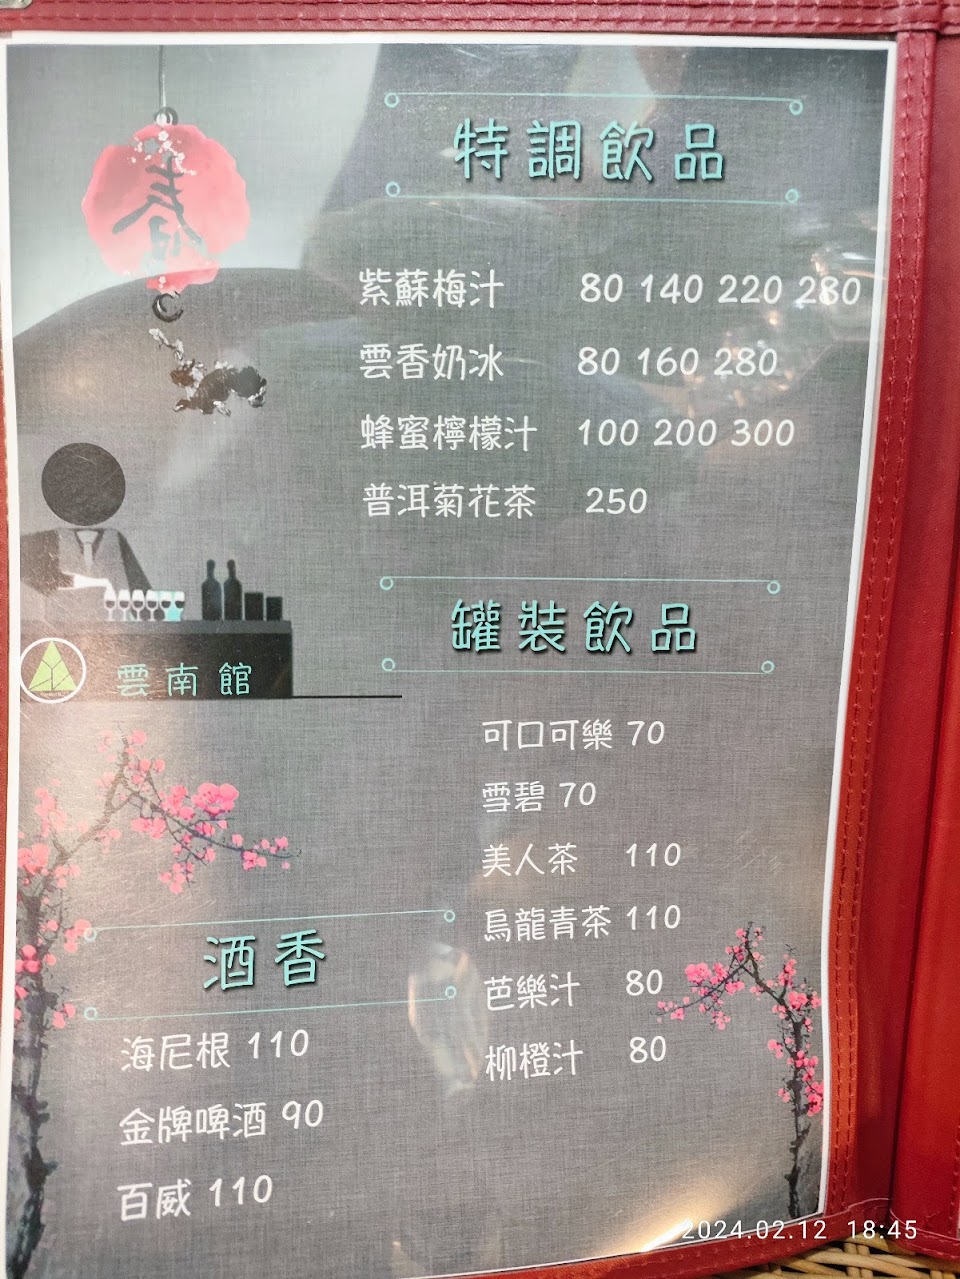 春
特調飲品
紫蘇梅汁 80 140 220 280
雲香奶冰 80 160 280
蜂蜜檸檬汁 100 200 300
普洱菊花茶 250
雲南館
罐裝飲品
可口可樂 70
雪碧 70
美人茶 110
烏龍青茶 110
芭樂汁 80
柳橙汁 80
酒香
海尼根 110
金牌啤酒 90
百威 110
2024.02.12 18:45